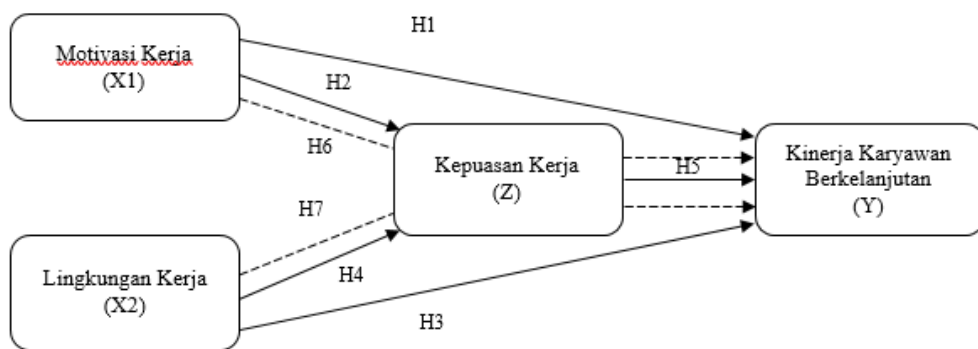 H1
Motivasi Kerja
(X1)
H2
H6
Kepuasan Kerja
(Z)
H5
Kinerja Karyawan
Berkelanjutan
(Y)
H7
Lingkungan Kerja
(X2)
H4
H3